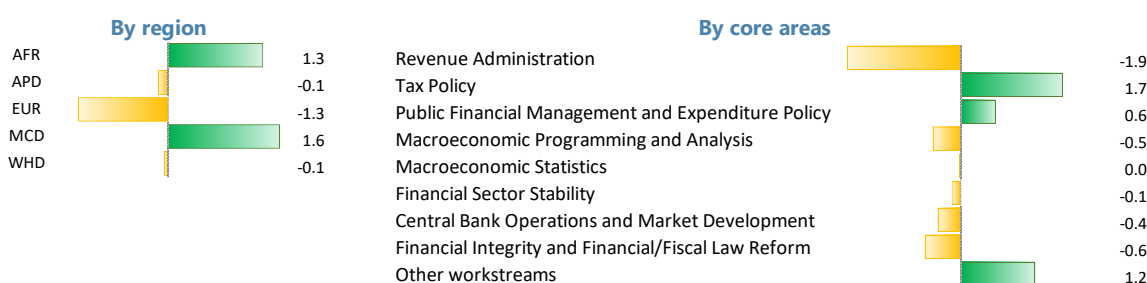 By region
AFR 1.3
APD -0.1
EUR -1.3
MCD 1.6
WHD -0.1
By core areas
Revenue Administration -1.9
Tax Policy 1.7
Public Financial Management and Expenditure Policy 0.6
Macroeconomic Programming and Analysis -0.5
Macroeconomic Statistics 0.0
Financial Sector Stability -0.1
Central Bank Operations and Market Development -0.4
Financial Integrity and Financial/Fiscal Law Reform -0.6
Other workstreams 1.2